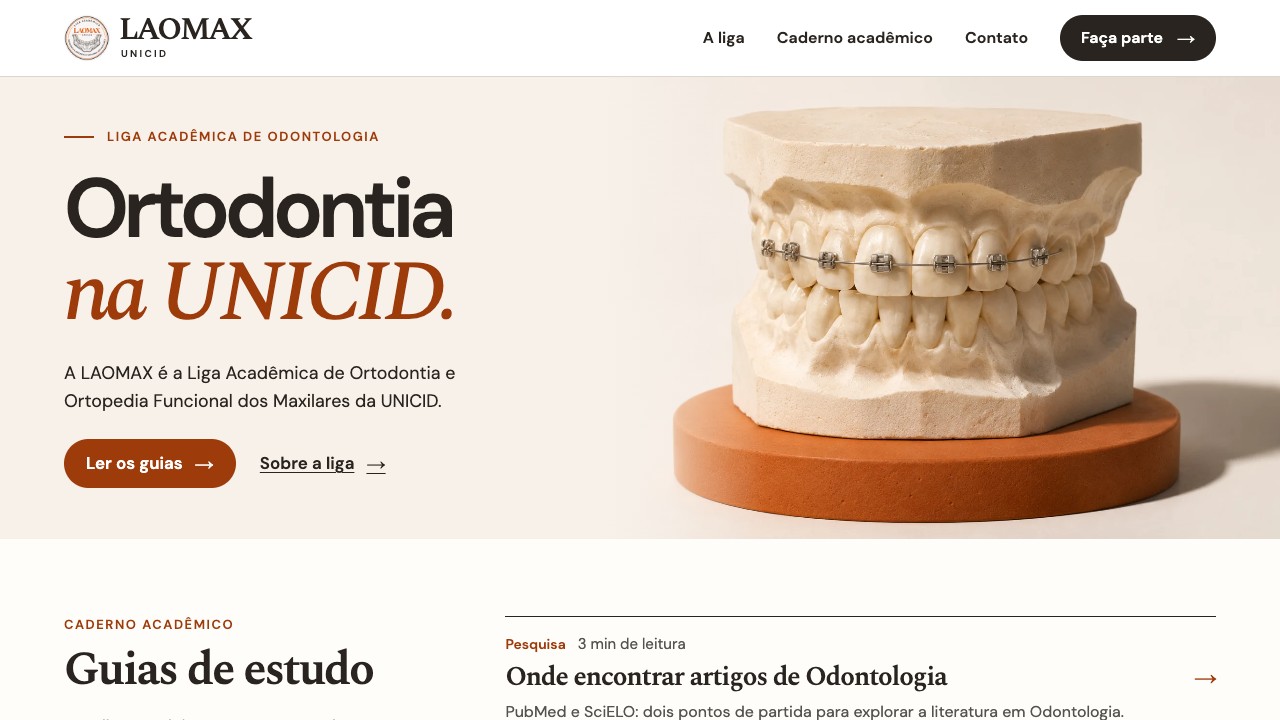 LAOMAX
LAOMAX
UNICID
A liga
Caderno acadêmico
Contato
Faça parte →
LIGA ACADÊMICA DE ODONTOLOGIA
Ortodontia
na UNICID.
A LAOMAX é a Liga Acadêmica de Ortodontia e
Ortopedia Funcional dos Maxilares da UNICID.
Ler os guias →
Sobre a liga →
CADERNO ACADÊMICO
Guias de estudo
Pesquisa 3 min de leitura
Onde encontrar artigos de Odontologia →
PubMed e SciELO: dois pontos de partida para explorar a literatura em Odontologia.